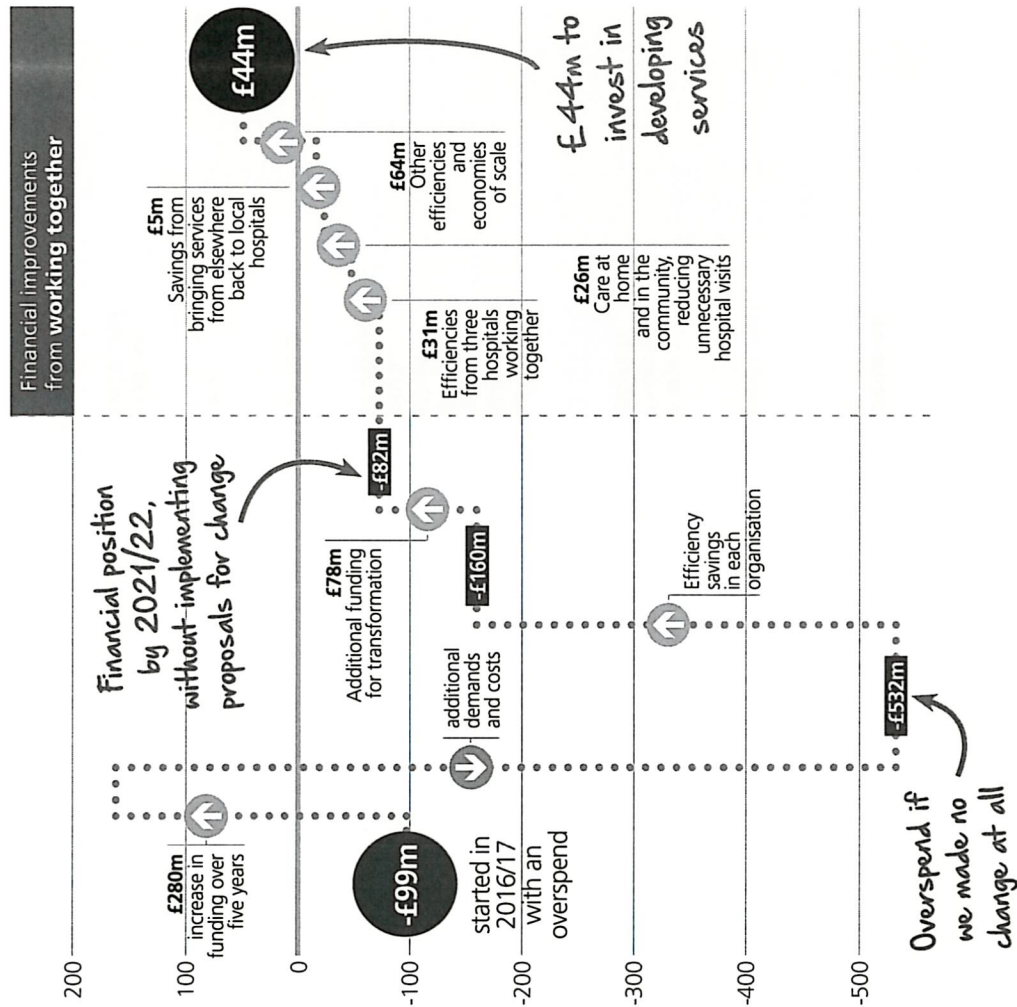 Financial improvements
from working together
200
100
0
-100
-200
-300
-400
-500
£280m
increase in
funding over
five years
-£99m
started in
2016/17
with an
overspend
additional
demands
and costs
-£532m
Overspend if
we made no
change at all
Efficiency
savings
in each
organisation
-£160m
£78m
Additional funding
for transformation
-£82m
Financial position
by 2021/22,
without implementing
proposals for change
£31m
Efficiencies
from three
hospitals
working
together
£26m
Care at
home
and in the
community,
reducing
unnecessary
hospital visits
£5m
Savings from
bringing services
from elsewhere
back to local
hospitals
£64m
Other
efficiencies
and
economies
of scale
£44m
£44m to
invest in
developing
services